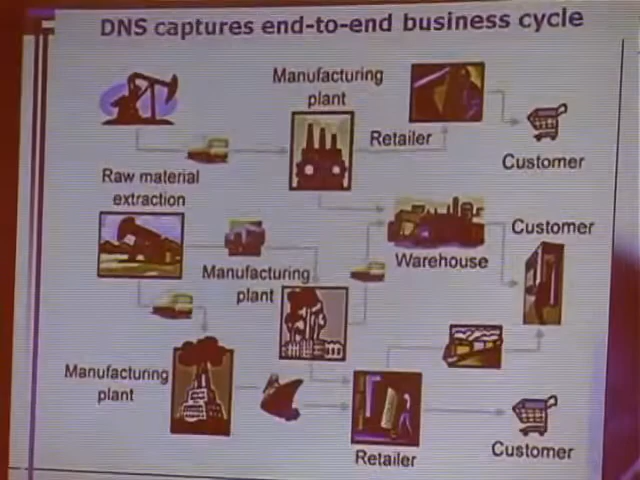 DNS captures end-to-end business cycle
Manufacturing
plant
Retailer
Customer
Raw material
extraction
Customer
Warehouse
Manufacturing
plant
Manufacturing
plant
Retailer
Customer